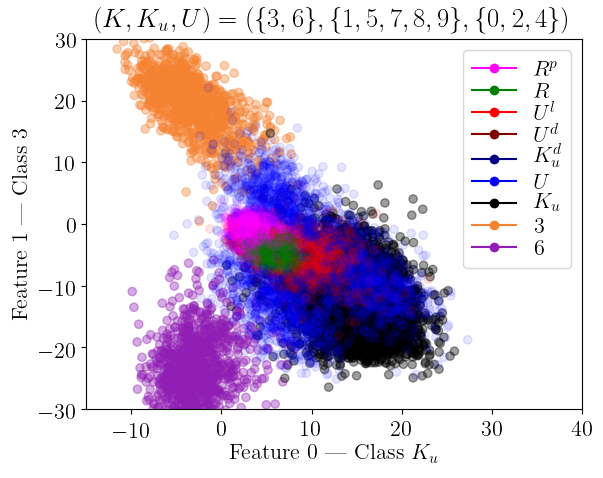 (K, K_u, U) = ({3, 6}, {1, 5, 7, 8, 9}, {0, 2, 4})
30
20
10
0
−10
−20
−30
Feature 1 — Class 3
R^p
R
U^l
U^d
K_u^d
U
K_u
3
6
−10 0 10 20 30 40
Feature 0 — Class K_u